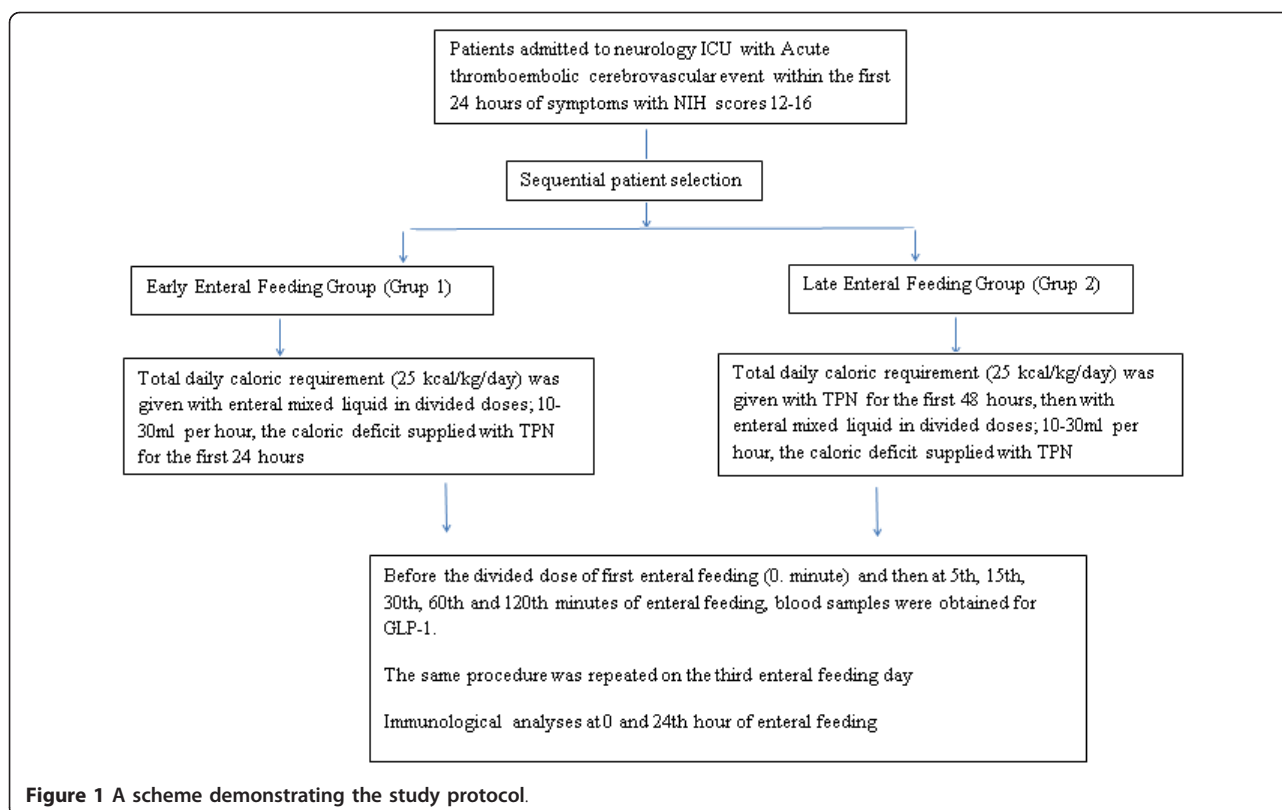 Patients admitted to neurology ICU with Acute
thromboembolic cerebrovascular event within the first
24 hours of symptoms with NIH scores 12-16
Sequential patient selection
Early Enteral Feeding Group (Grup 1)
Late Enteral Feeding Group (Grup 2)
Total daily caloric requirement (25 kcal/kg/day) was
given with enteral mixed liquid in divided doses; 10-
30ml per hour, the caloric deficit supplied with TPN
for the first 24 hours
Total daily caloric requirement (25 kcal/kg/day) was
given with TPN for the first 48 hours, then with
enteral mixed liquid in divided doses; 10-30ml per
hour, the caloric deficit supplied with TPN
Before the divided dose of first enteral feeding (0. minute) and then at 5th, 15th,
30th, 60th and 120th minutes of enteral feeding, blood samples were obtained for
GLP-1.
The same procedure was repeated on the third enteral feeding day
Immunological analyses at 0 and 24th hour of enteral feeding
Figure 1 A scheme demonstrating the study protocol.